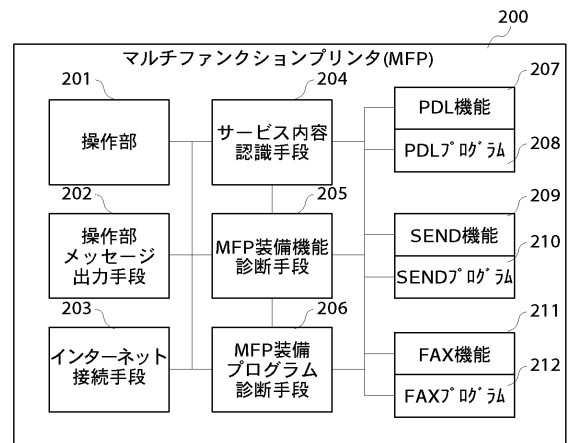 200
マルチファンクションプリンタ(MFP)
201
操作部
202
操作部
メッセージ
出力手段
203
インターネット
接続手段
204
サービス内容
認識手段
205
MFP装備機能
診断手段
206
MFP装備
プログラム
診断手段
207
PDL機能
PDLプログラム
208
209
SEND機能
210
SENDプログラム
211
FAX機能
212
FAXプログラム